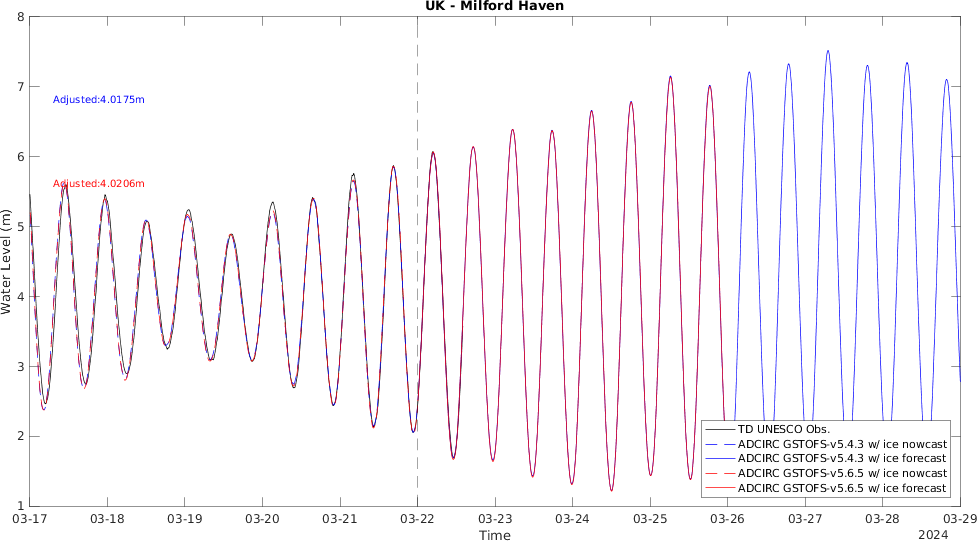 UK - Milford Haven
8
7
6
5
4
3
2
1
Water Level (m)
Adjusted:4.0175m
Adjusted:4.0206m
TD UNESCO Obs.
ADCIRC GSTOFS-v5.4.3 w/ ice nowcast
ADCIRC GSTOFS-v5.4.3 w/ ice forecast
ADCIRC GSTOFS-v5.6.5 w/ ice nowcast
ADCIRC GSTOFS-v5.6.5 w/ ice forecast
03-17 03-18 03-19 03-20 03-21 03-22 03-23 03-24 03-25 03-26 03-27 03-28 03-29
Time
2024